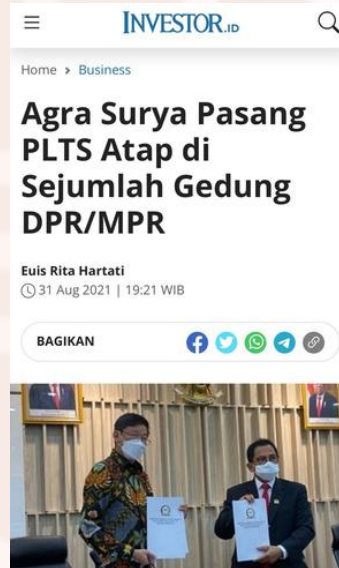 INVESTOR.ID
Home > Business
Agra Surya Pasang
PLTS Atap di
Sejumlah Gedung
DPR/MPR
Euis Rita Hartati
31 Aug 2021 | 19:21 WIB
BAGIKAN